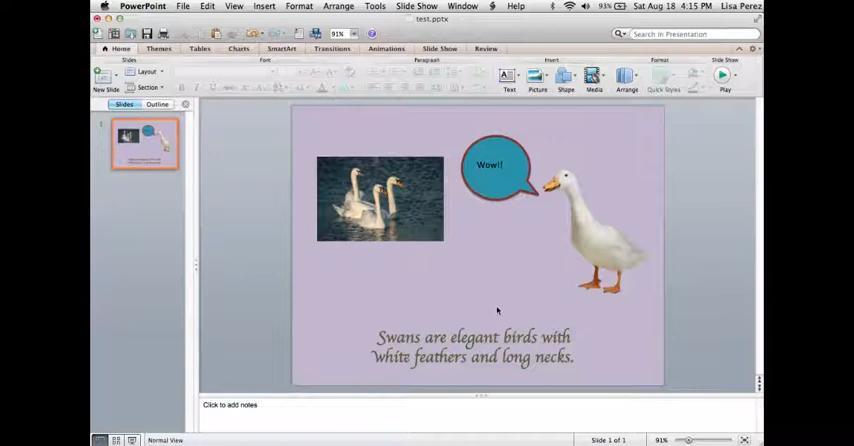 PowerPoint File Edit View Insert Format Arrange Tools Slide Show Window Help 93% Sat Aug 18 4:15 PM Lisa Perez
test.pptx
91% Search in Presentation
Home Themes Tables Charts SmartArt Transitions Animations Slide Show Review
Slides Font Paragraph Insert Format Slide Show
New Slide Layout Section Text Picture Shape Media Arrange Quick Styles Play
Slides Outline
1
Wow!!
Swans are elegant birds with
white feathers and long necks.
Click to add notes
Normal View Slide 1 of 1 91%